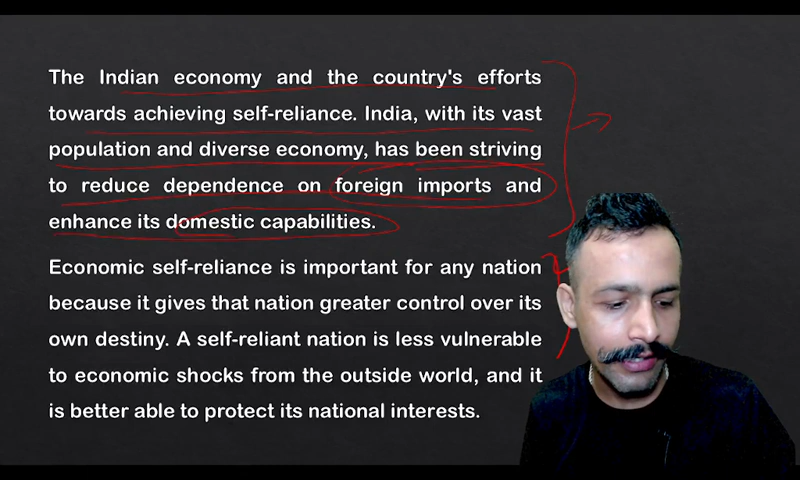 The Indian economy and the country's efforts
towards achieving self-reliance. India, with its vast
population and diverse economy, has been striving
to reduce dependence on foreign imports and
enhance its domestic capabilities.
Economic self-reliance is important for any nation
because it gives that nation greater control over its
own destiny. A self-reliant nation is less vulnerable
to economic shocks from the outside world, and it
is better able to protect its national interests.